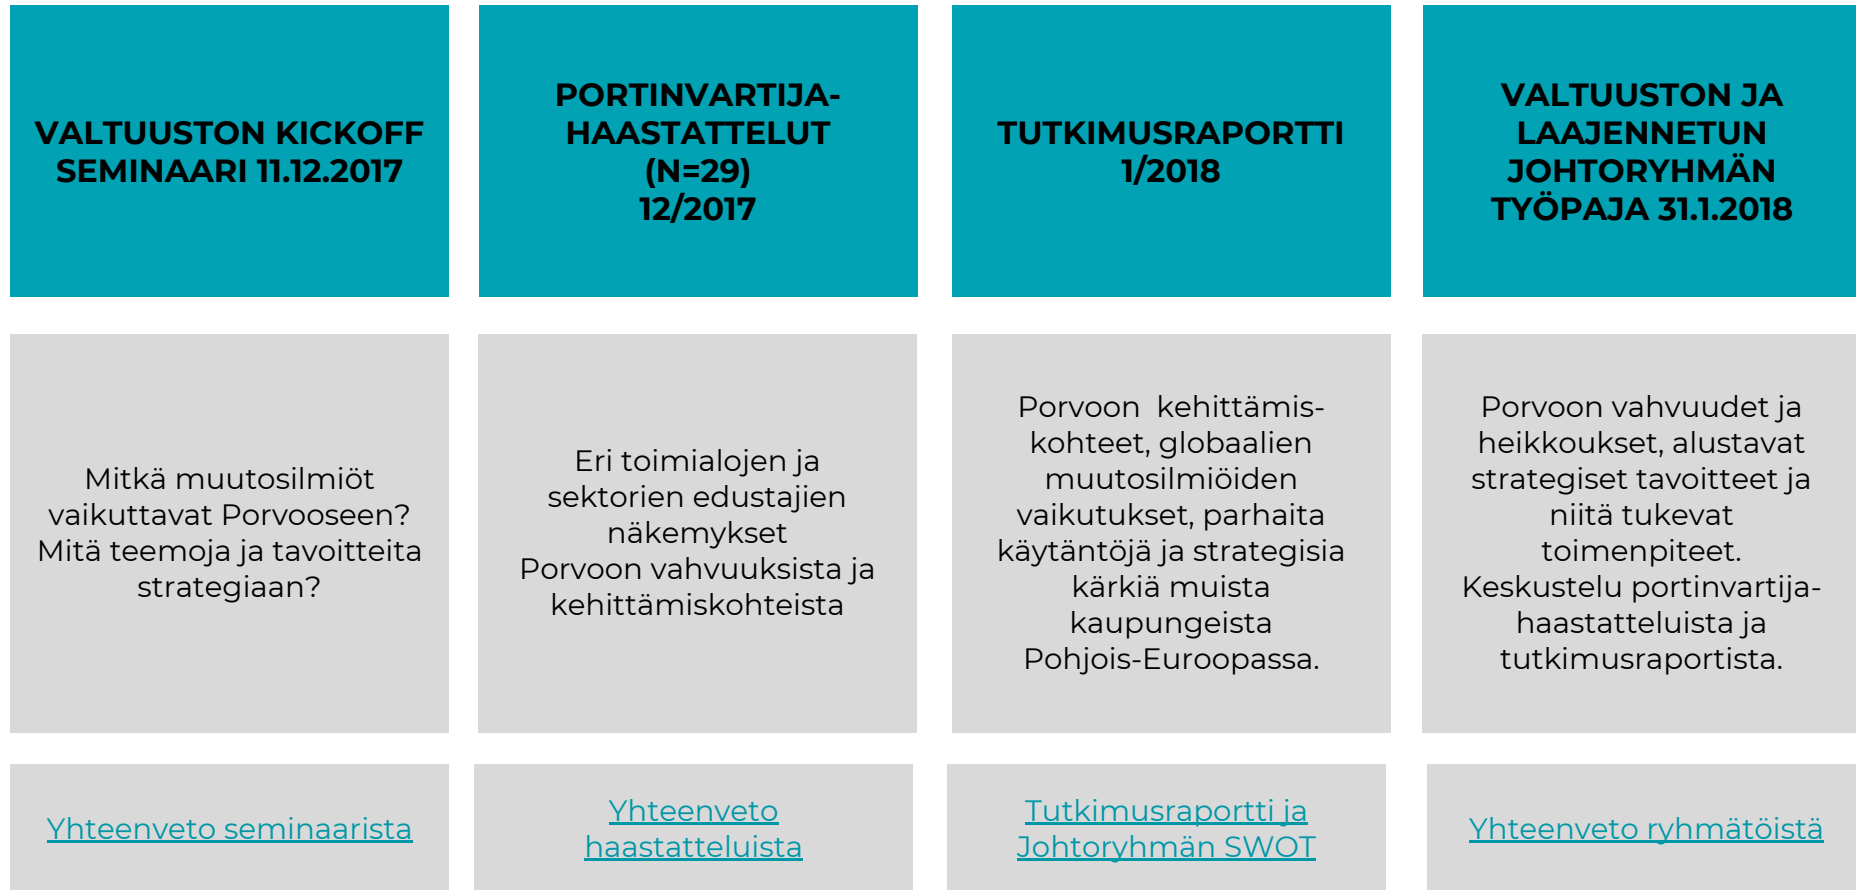 VALTUUSTON KICKOFF
SEMINAARI 11.12.2017
PORTINVARTIJA-
HAASTATTELUT
(N=29)
12/2017
TUTKIMUSRAPORTTI
1/2018
VALTUUSTON JA
LAAJENNETUN
JOHTORYHMÄN
TYÖPAJA 31.1.2018
Mitkä muutosilmiöt
vaikuttavat Porvooseen?
Mitä teemoja ja tavoitteita
strategiaan?
Eri toimialojen ja
sektorien edustajien
näkemykset
Porvoon vahvuuksista ja
kehittämiskohteista
Porvoon kehittämis-
kohteet, globaalien
muutosilmiöiden
vaikutukset, parhaita
käytäntöjä ja strategisia
kärkiä muista
kaupungeista
Pohjois-Euroopassa.
Porvoon vahvuudet ja
heikkoukset, alustavat
strategiset tavoitteet ja
niitä tukevat
toimenpiteet.
Keskustelu portinvartija-
haastatteluista ja
tutkimusraportista.
Yhteenveto seminaarista
Yhteenveto
haastatteluista
Tutkimusraportti ja
Johtoryhmän SWOT
Yhteenveto ryhmätöistä